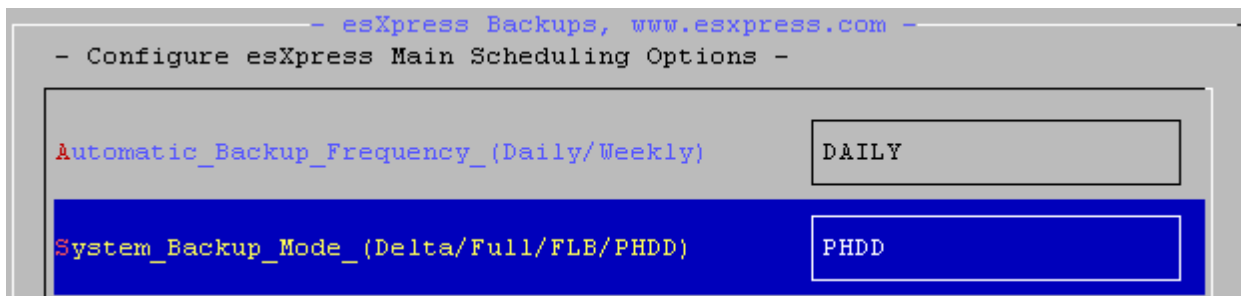 - esXpress Backups, www.esxpress.com -
- Configure esXpress Main Scheduling Options -
Automatic_Backup_Frequency_(Daily/Weekly) DAILY
System_Backup_Mode_(Delta/Full/FLB/PHDD) PHDD